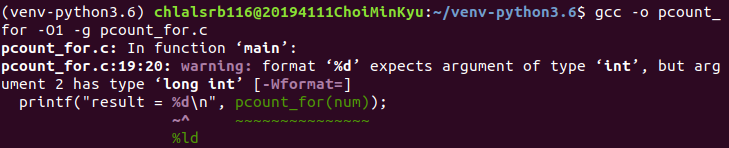 (venv-python3.6) chlalsrb116@20194111ChoiMinKyu:~/venv-python3.6$ gcc -o pcount_
for -O1 -g pcount_for.c
pcount_for.c: In function ‘main’:
pcount_for.c:19:20: warning: format ‘%d’ expects argument of type ‘int’, but arg
ument 2 has type ‘long int’ [-Wformat=]
  printf("result = %d\n", pcount_for(num));
                   ~^     ~~~~~~~~~~~~~~~
                   %ld